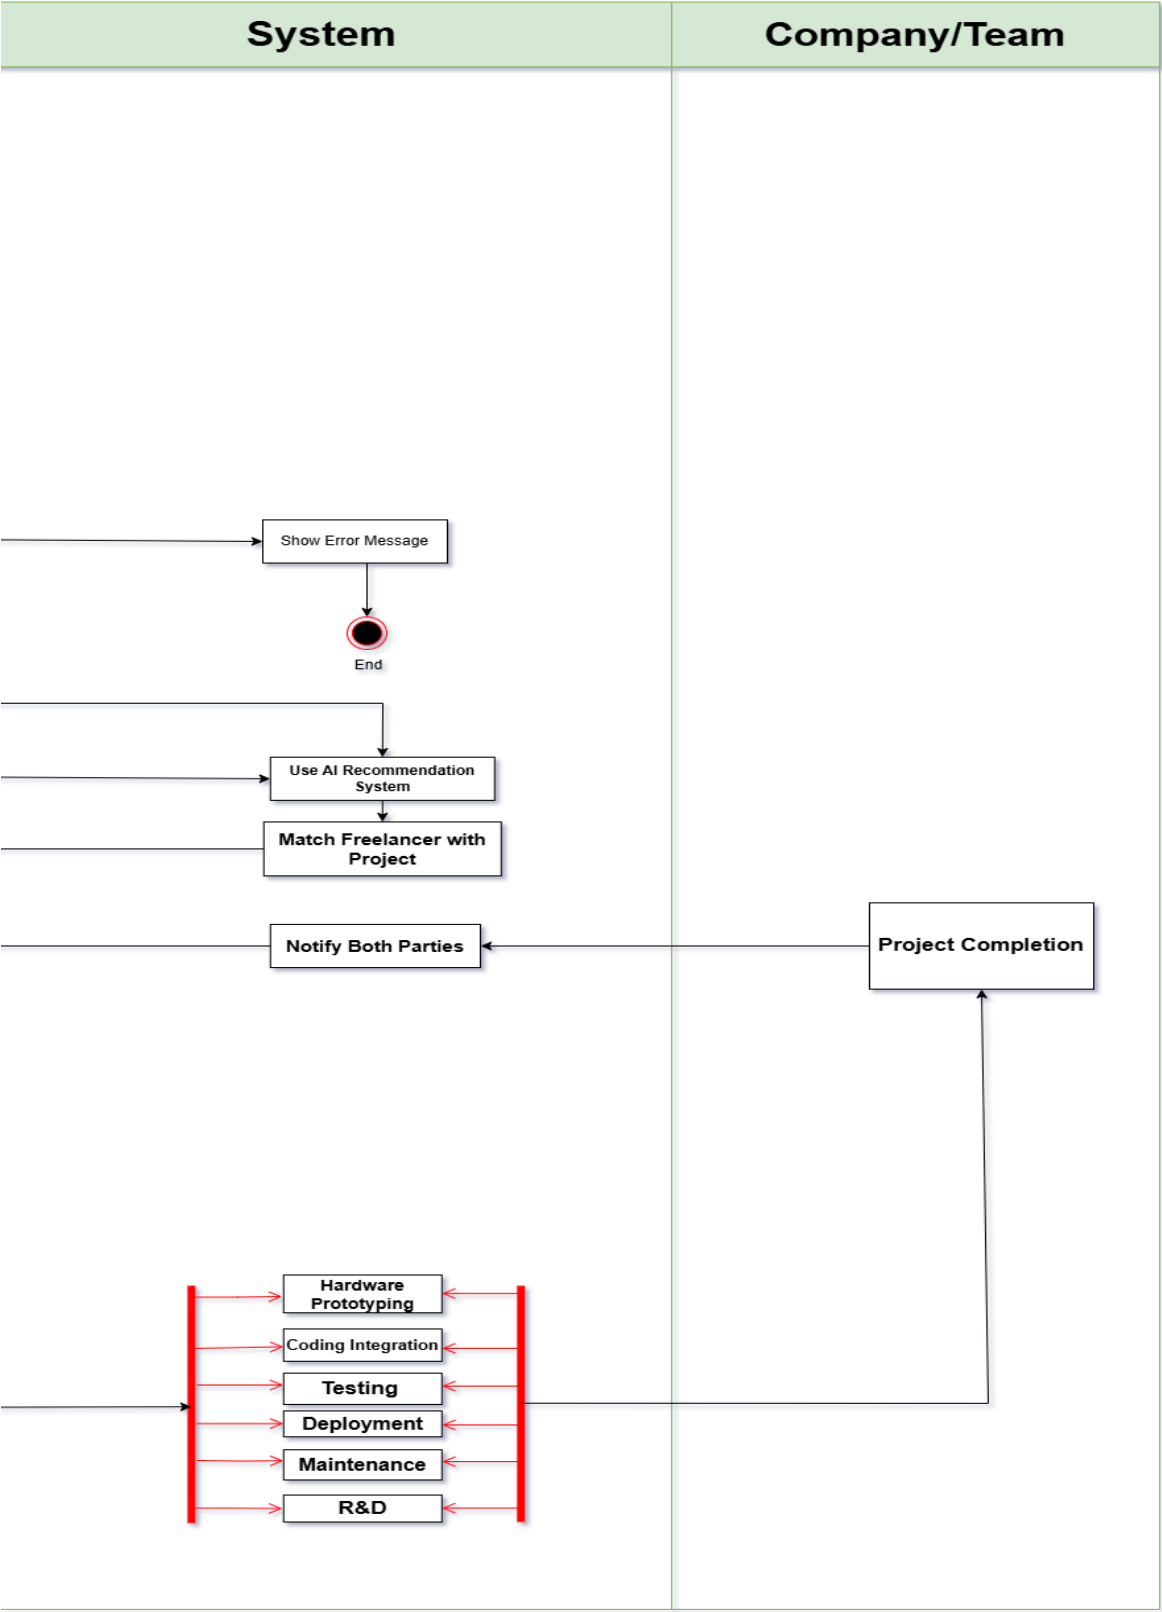 System
Company/Team
Show Error Message
End
Use AI Recommendation
System
Match Freelancer with
Project
Notify Both Parties
Project Completion
Hardware
Prototyping
Coding Integration
Testing
Deployment
Maintenance
R&D